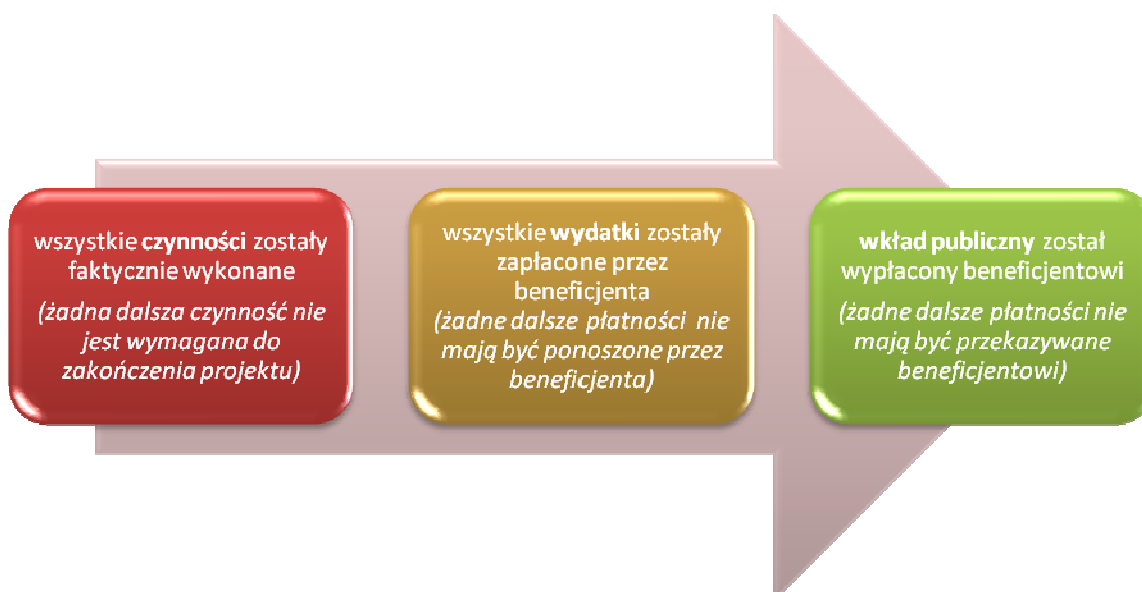 wszystkie czynności zostały
faktycznie wykonane
(żadna dalsza czynność nie
jest wymagana do
zakończenia projektu)
wszystkie wydatki zostały
zapłacone przez
beneficjenta
(żadne dalsze płatności nie
mają być ponoszone przez
beneficjenta)
wkład publiczny został
wypłacony beneficjentowi
(żadne dalsze płatności nie
mają być przekazywane
beneficjentowi)